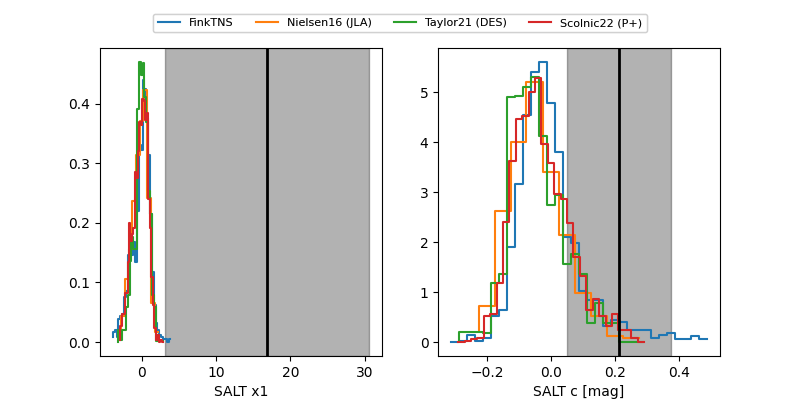 FinkTNS Nielsen16 (JLA) Taylor21 (DES) Scolnic22 (P+)
0.4
0.3
0.2
0.1
0.0
0 10 20 30
SALT x1
5
4
3
2
1
0
−0.2 0.0 0.2 0.4
SALT c [mag]